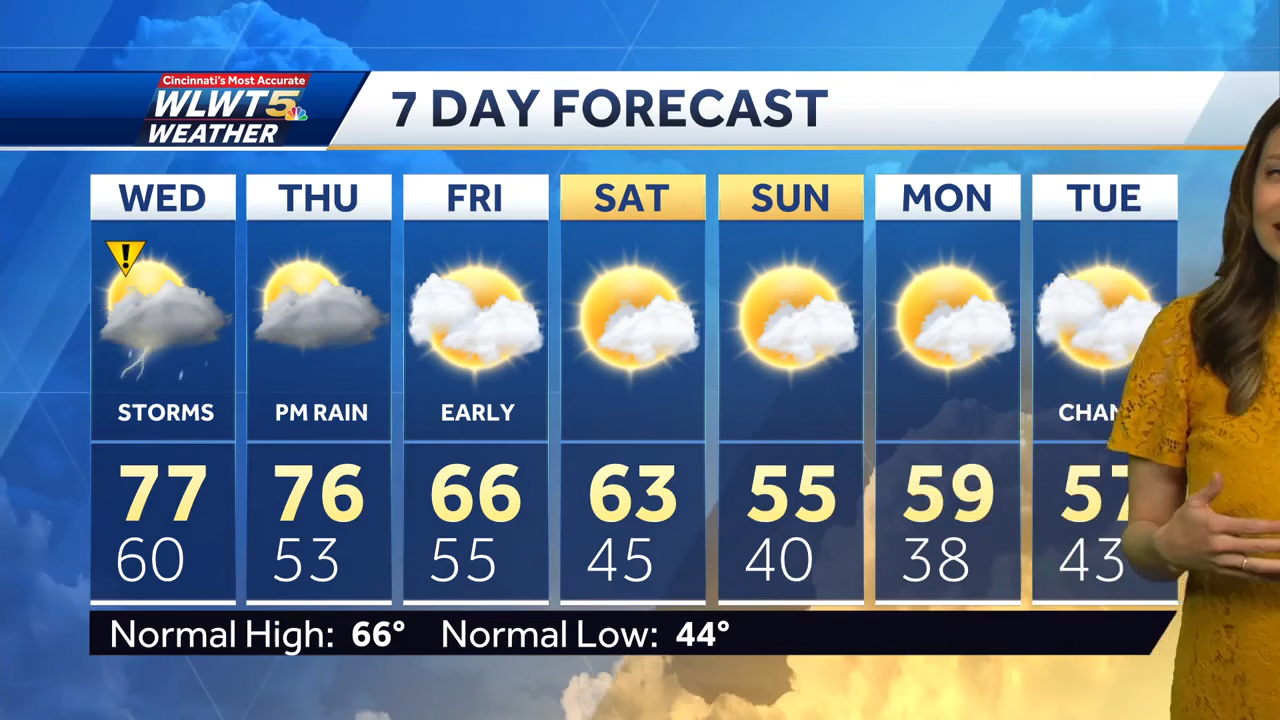 Cincinnati's Most Accurate
WLWT5
WEATHER
7 DAY FORECAST
WED THU FRI SAT SUN MON TUE
!
STORMS PM RAIN EARLY
77 76 66 63 55 59 57
60 53 55 45 40 38 43
Normal High: 66° Normal Low: 44°